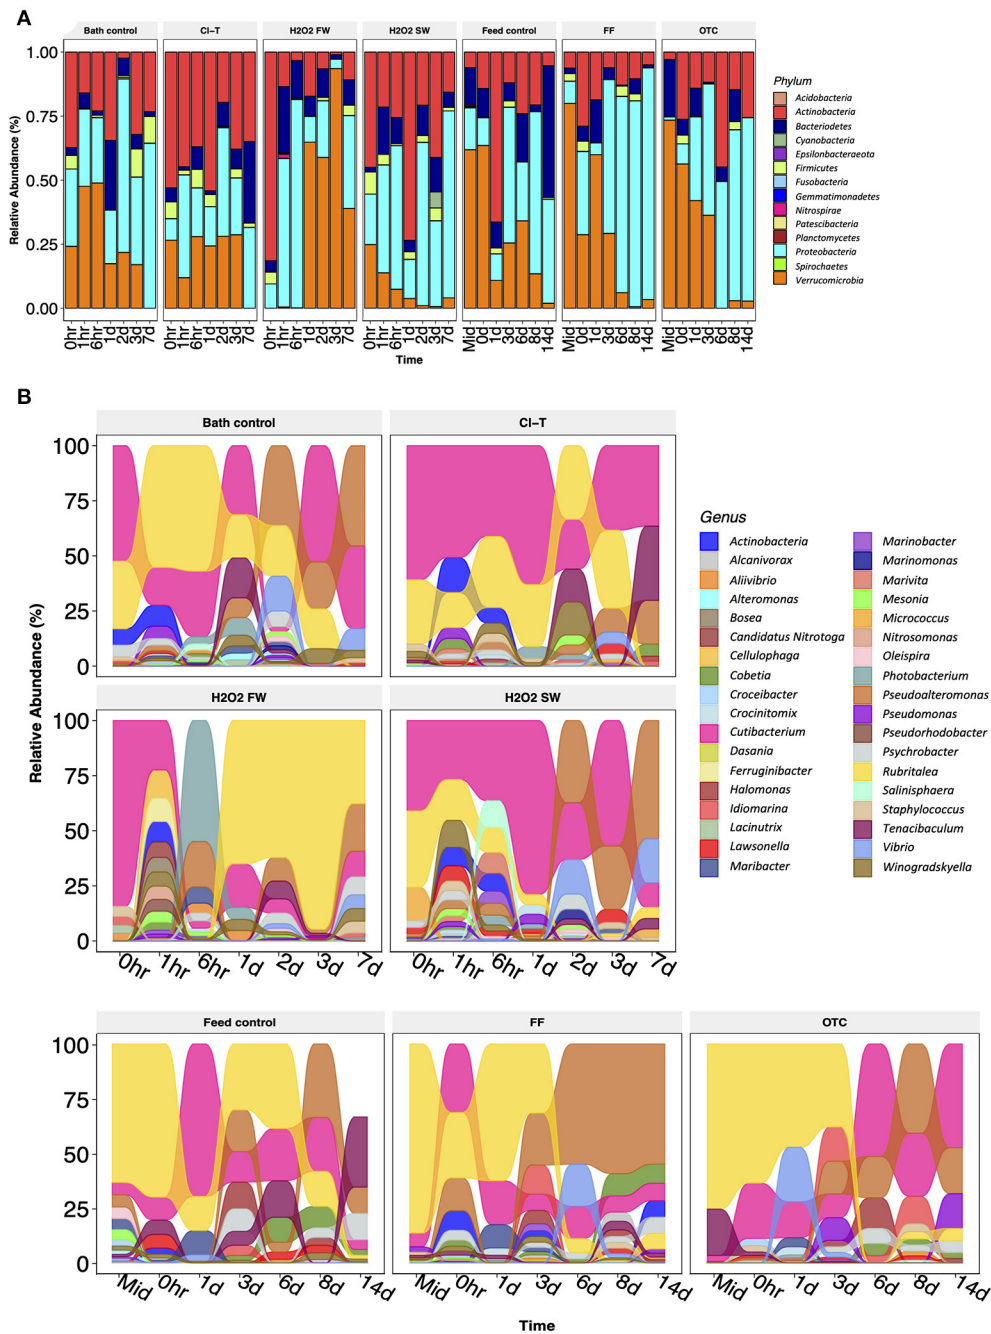 A
Bath control
Cl–T
H2O2 FW
H2O2 SW
Feed control
FF
OTC
Relative Abundance (%)
1.00
0.75
0.50
0.25
0.00
0hr 1hr 6hr 1d 2d 3d 7d
0hr 1hr 6hr 1d 2d 3d 7d
0hr 1hr 6hr 1d 2d 3d 7d
0hr 1hr 6hr 1d 2d 3d 7d
Mid 0d 1d 3d 6d 8d 14d
Mid 0d 1d 3d 6d 8d 14d
Mid 0d 1d 3d 6d 8d 14d
Time
Phylum
Acidobacteria
Actinobacteria
Bacteriodetes
Cyanobacteria
Epsilonbacteraeota
Firmicutes
Fusobacteria
Gemmatimonadetes
Nitrospirae
Patescibacteria
Planctomycetes
Proteobacteria
Spirochaetes
Verrucomicrobia
B
Bath control
Cl–T
100
75
50
25
0
H2O2 FW
H2O2 SW
Relative Abundance (%)
100
75
50
25
0
0hr 1hr 6hr 1d 2d 3d 7d
0hr 1hr 6hr 1d 2d 3d 7d
Genus
Actinobacteria
Alcanivorax
Aliivibrio
Alteromonas
Bosea
Candidatus Nitrotoga
Cellulophaga
Cobetia
Croceibacter
Crocinitomix
Cutibacterium
Dasania
Ferruginibacter
Halomonas
Idiomarina
Lacinutrix
Lawsonella
Maribacter
Marinobacter
Marinomonas
Marivita
Mesonia
Micrococcus
Nitrosomonas
Oleispira
Photobacterium
Pseudoalteromonas
Pseudomonas
Pseudorhodobacter
Psychrobacter
Rubritalea
Salinisphaera
Staphylococcus
Tenacibaculum
Vibrio
Winogradskyella
Feed control
FF
OTC
100
75
50
25
0
Mid 0hr 1d 3d 6d 8d 14d
Mid 0hr 1d 3d 6d 8d 14d
Mid 0hr 1d 3d 6d 8d 14d
Time